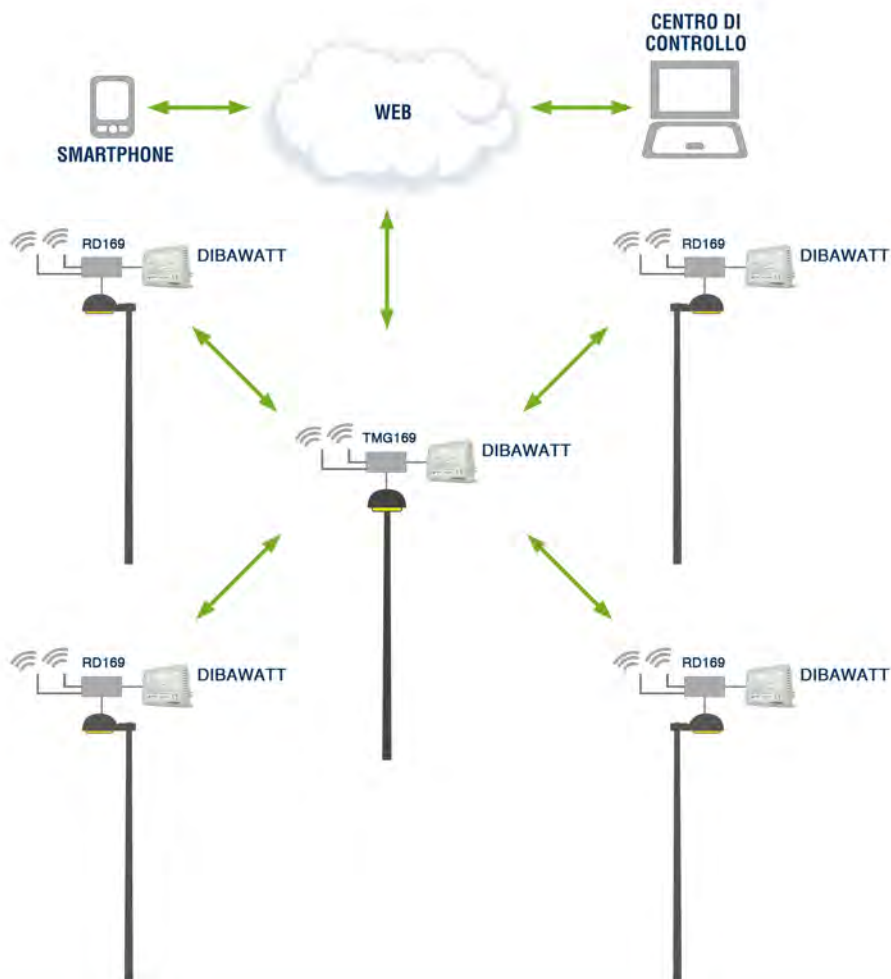 CENTRO DI
CONTROLLO
WEB
SMARTPHONE
RD169
DIBAWATT
RD169
DIBAWATT
TMG169
DIBAWATT
RD169
DIBAWATT
RD169
DIBAWATT